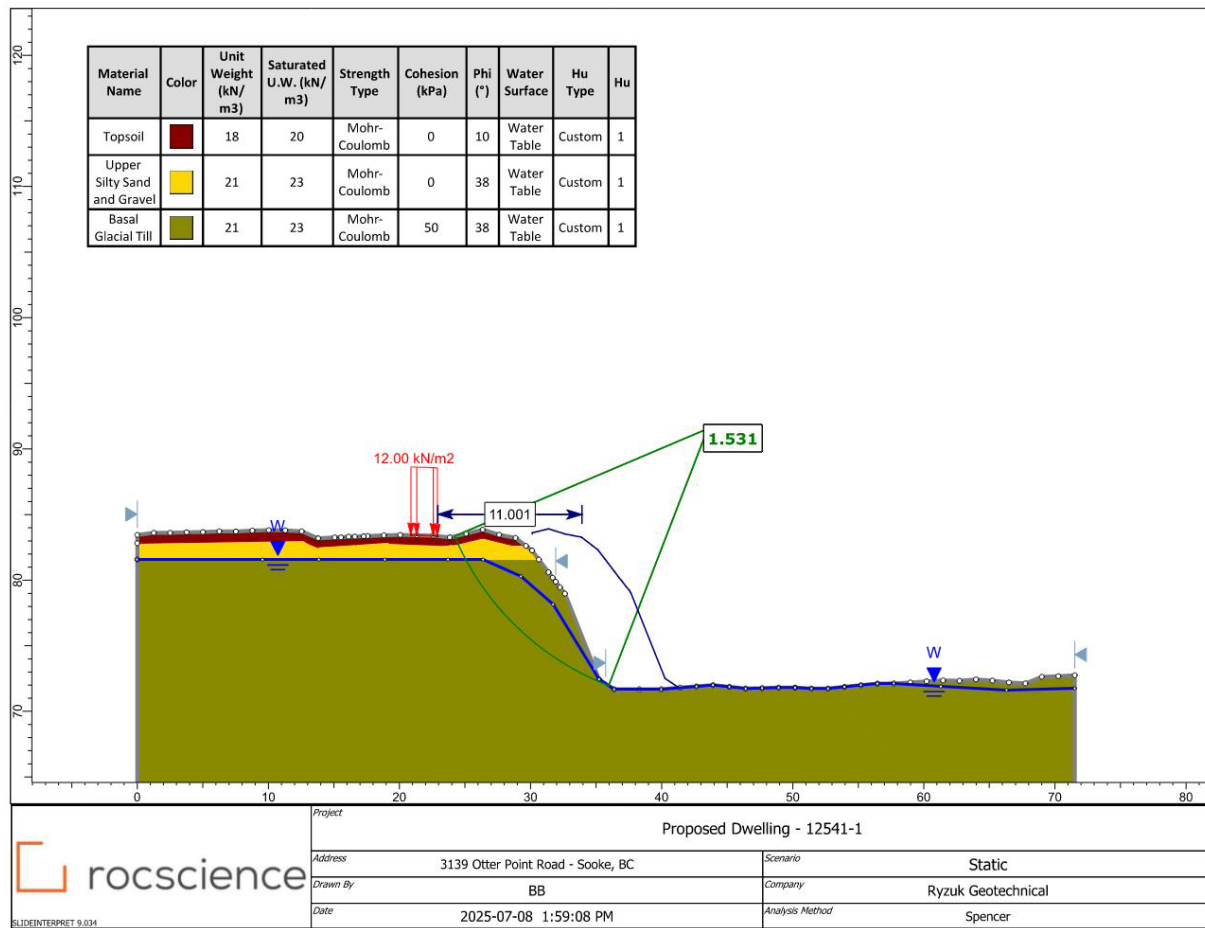 120
110
100
90
80
70
Material Name Color Unit Weight (kN/ m3) Saturated U.W. (kN/ m3) Strength Type Cohesion (kPa) Phi (°) Water Surface Hu Type Hu
Topsoil 18 20 Mohr-Coulomb 0 10 Water Table Custom 1
Upper Silty Sand and Gravel 21 23 Mohr-Coulomb 0 38 Water Table Custom 1
Basal Glacial Till 21 23 Mohr-Coulomb 50 38 Water Table Custom 1
1.531
12.00 kN/m2
11.001
W
W
0 10 20 30 40 50 60 70 80
rocscience
SLIDEINTERPRET 9.034
Project
Proposed Dwelling - 12541-1
Address 3139 Otter Point Road - Sooke, BC Scenario Static
Drawn By BB Company Ryzuk Geotechnical
Date 2025-07-08 1:59:08 PM Analysis Method Spencer